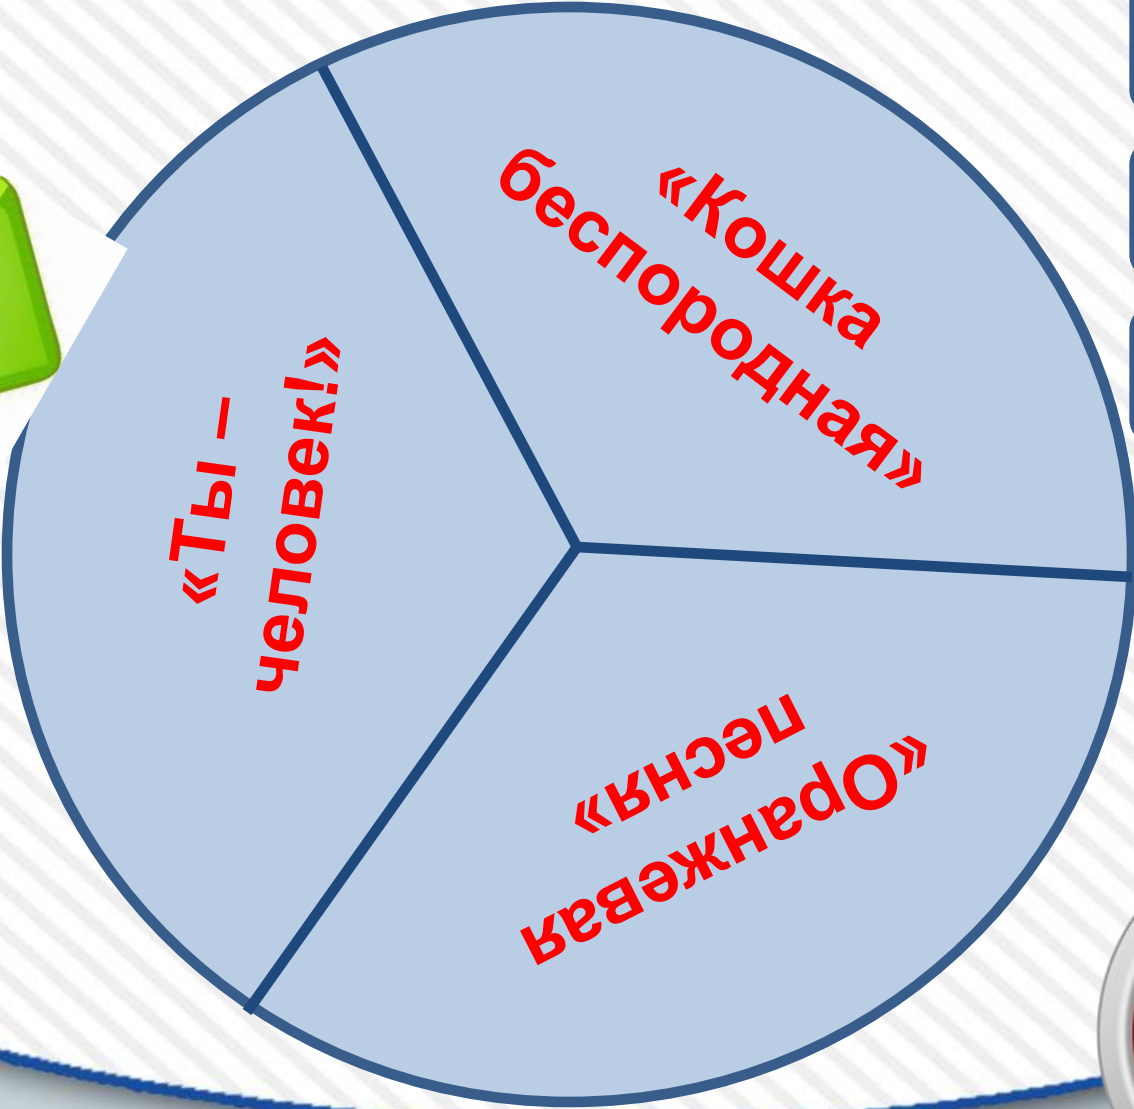 «Кошка
беспородная»
«Ты –
человек!»
«Оранжевая
песня»